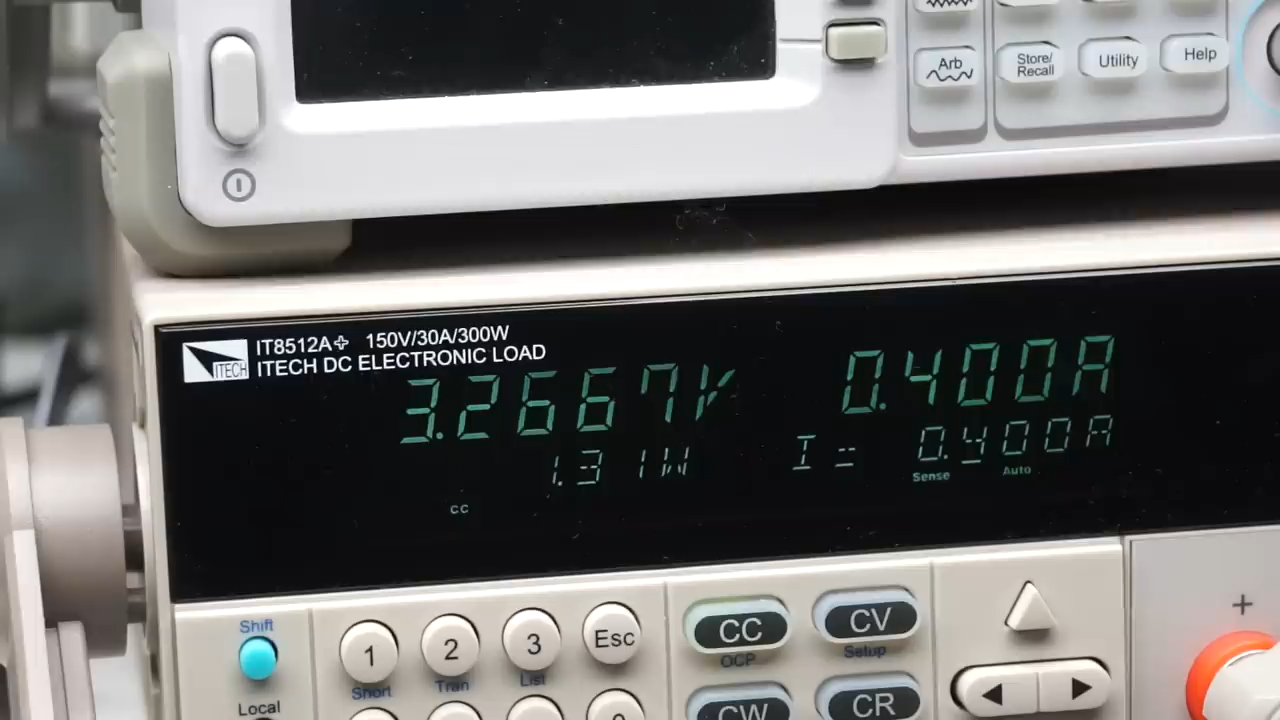 Arb
Store/
Recall
Utility
Help
ITECH
IT8512A+ 150V/30A/300W
ITECH DC ELECTRONIC LOAD
3.2667V 0.400A
1.31W I = 0.400A
Sense Auto
CC
Shift
1 2 3 Esc
Short Tran List
CC CV
OCP Setup
Local
CW CR
+